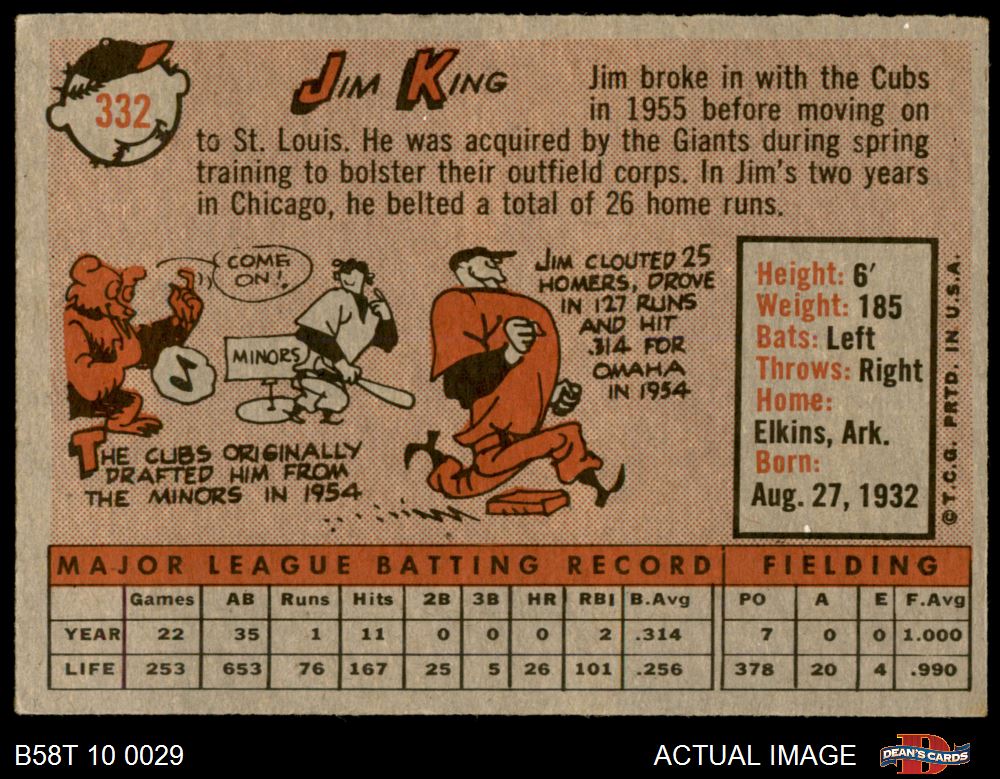 332
JIM KING
Jim broke in with the Cubs
in 1955 before moving on
to St. Louis. He was acquired by the Giants during spring
training to bolster their outfield corps. In Jim's two years
in Chicago, he belted a total of 26 home runs.
COME
ON!
MINORS
THE CUBS ORIGINALLY
DRAFTED HIM FROM
THE MINORS IN 1954
JIM CLOUTED 25
HOMERS, DROVE
IN 127 RUNS
AND HIT
.314 FOR
OMAHA
IN 1954
Height: 6'
Weight: 185
Bats: Left
Throws: Right
Home:
Elkins, Ark.
Born:
Aug. 27, 1932
© T.C.G. PRTD. IN U.S.A.
MAJOR LEAGUE BATTING RECORD FIELDING
Games AB Runs Hits 2B 3B HR RBI B.Avg PO A E F.Avg
YEAR 22 35 1 11 0 0 0 2 .314 7 0 0 1.000
LIFE 253 653 76 167 25 5 26 101 .256 378 20 4 .990
B58T 10 0029 ACTUAL IMAGE DEAN'S CARDS